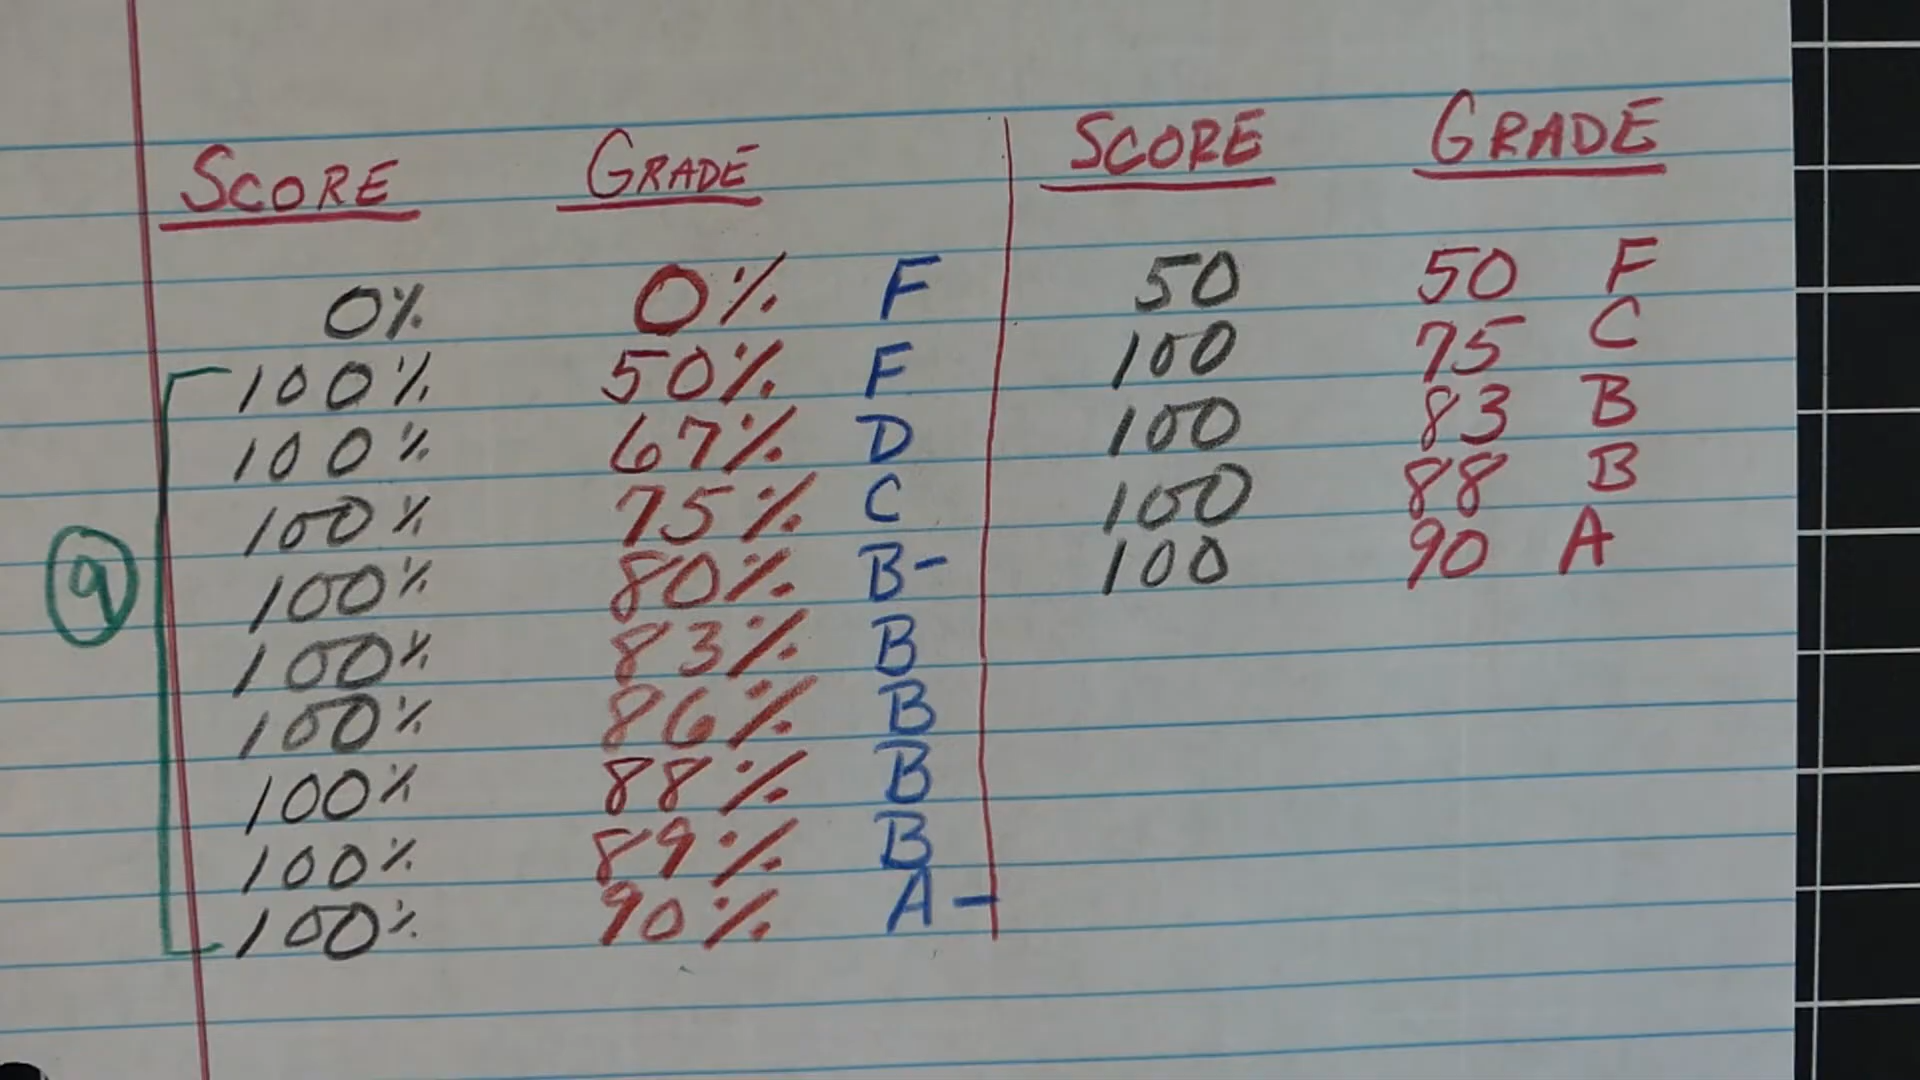 SCORE GRADE
0% 0% F
100% 50% F
100% 67% D
100% 75% C
9 100% 80% B-
100% 83% B
100% 86% B
100% 88% B
100% 89% B
100% 90% A-
SCORE GRADE
50 50 F
100 75 C
100 83 B
100 88 B
100 90 A